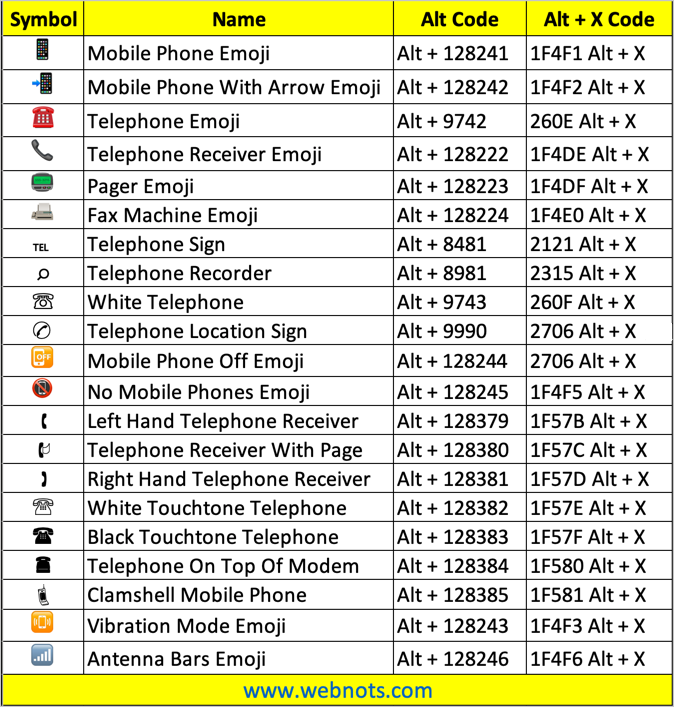 Symbol Name Alt Code Alt + X Code
Mobile Phone Emoji Alt + 128241 1F4F1 Alt + X
Mobile Phone With Arrow Emoji Alt + 128242 1F4F2 Alt + X
Telephone Emoji Alt + 9742 260E Alt + X
Telephone Receiver Emoji Alt + 128222 1F4DE Alt + X
Pager Emoji Alt + 128223 1F4DF Alt + X
Fax Machine Emoji Alt + 128224 1F4E0 Alt + X
TEL Telephone Sign Alt + 8481 2121 Alt + X
Telephone Recorder Alt + 8981 2315 Alt + X
White Telephone Alt + 9743 260F Alt + X
Telephone Location Sign Alt + 9990 2706 Alt + X
OFF Mobile Phone Off Emoji Alt + 128244 2706 Alt + X
No Mobile Phones Emoji Alt + 128245 1F4F5 Alt + X
Left Hand Telephone Receiver Alt + 128379 1F57B Alt + X
Telephone Receiver With Page Alt + 128380 1F57C Alt + X
Right Hand Telephone Receiver Alt + 128381 1F57D Alt + X
White Touchtone Telephone Alt + 128382 1F57E Alt + X
Black Touchtone Telephone Alt + 128383 1F57F Alt + X
Telephone On Top Of Modem Alt + 128384 1F580 Alt + X
Clamshell Mobile Phone Alt + 128385 1F581 Alt + X
Vibration Mode Emoji Alt + 128243 1F4F3 Alt + X
Antenna Bars Emoji Alt + 128246 1F4F6 Alt + X
www.webnots.com